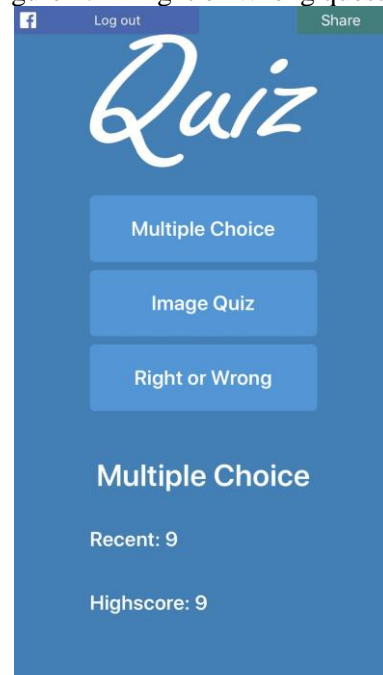 Log out
Share
Quiz
Multiple Choice
Image Quiz
Right or Wrong
Multiple Choice
Recent: 9
Highscore: 9